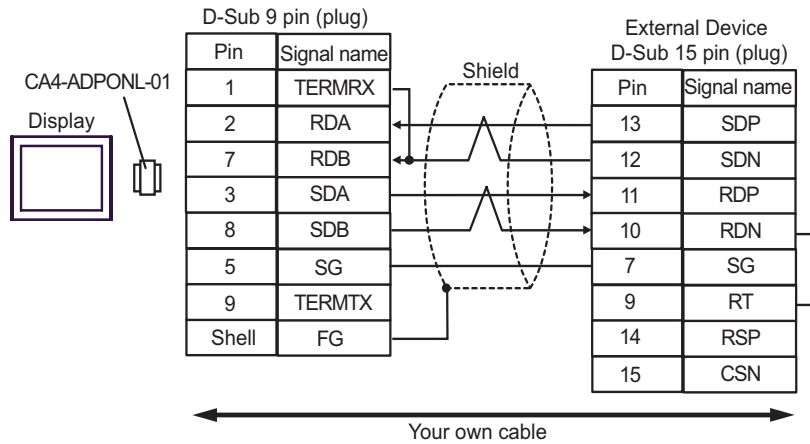 D-Sub 9 pin (plug)
Pin Signal name
1 TERMRX
2 RDA
7 RDB
3 SDA
8 SDB
5 SG
9 TERMTX
Shell FG
CA4-ADPONL-01
Display
Shield
External Device
D-Sub 15 pin (plug)
Pin Signal name
13 SDP
12 SDN
11 RDP
10 RDN
7 SG
9 RT
14 RSP
15 CSN
Your own cable